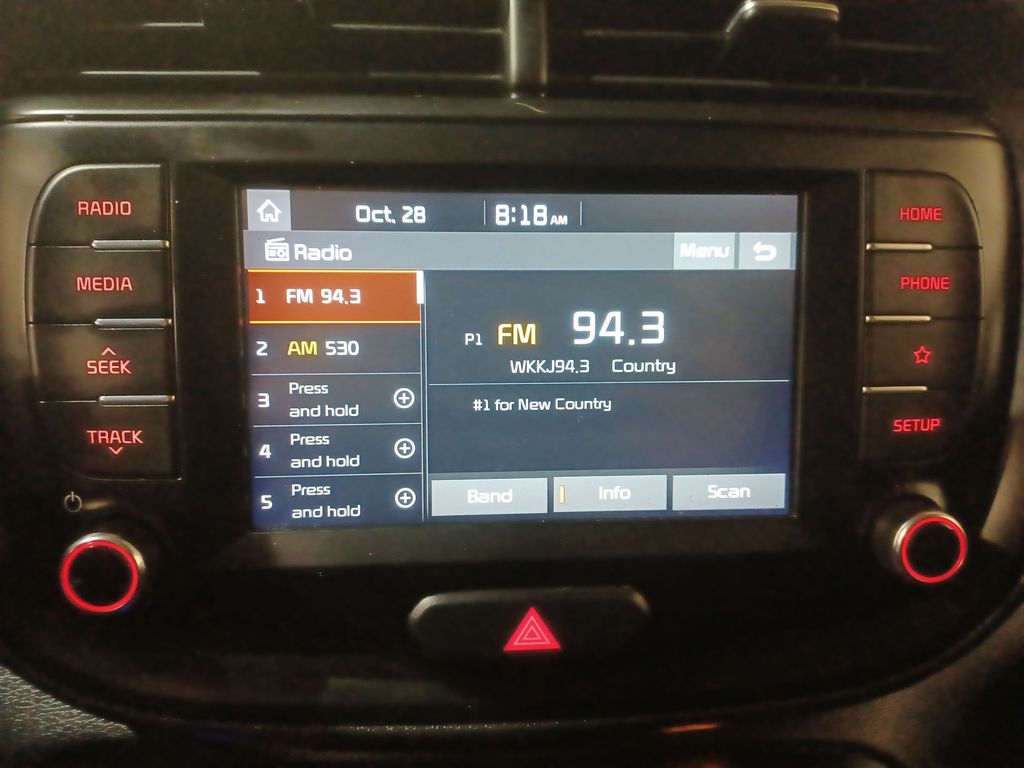 RADIO
MEDIA
SEEK
TRACK
Oct. 28 8:18 AM
Radio Menu
1 FM 94.3
2 AM 530
3 Press
and hold
4 Press
and hold
5 Press
and hold
P1 FM 94.3
WKKJ94.3 Country
#1 for New Country
Band Info Scan
HOME
PHONE
SETUP